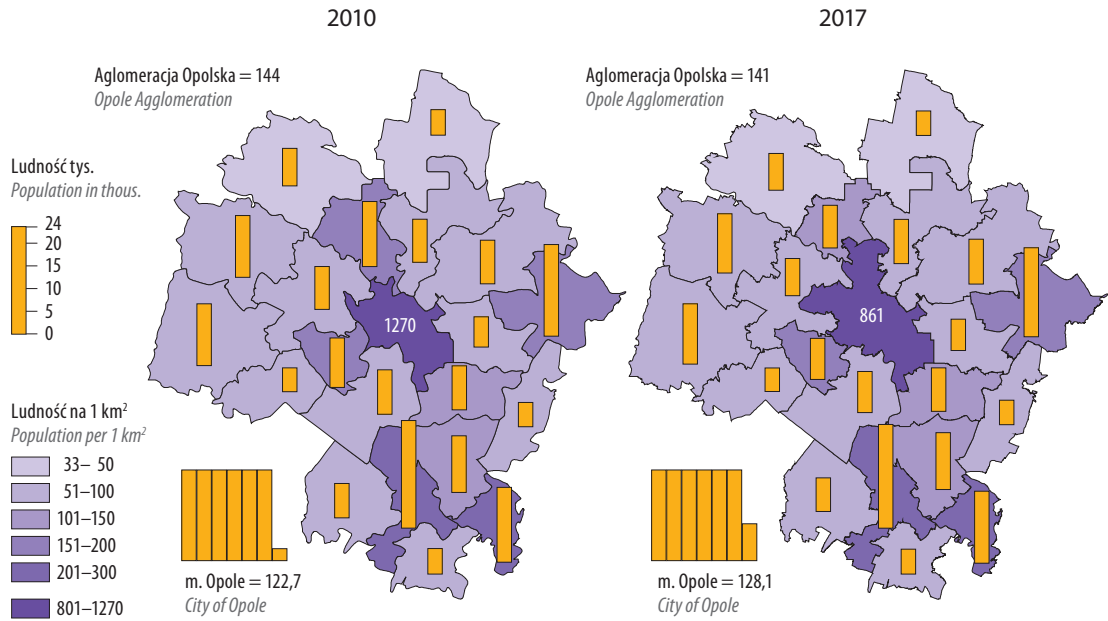 2010
2017
Aglomeracja Opolska = 144
Opole Agglomeration
Aglomeracja Opolska = 141
Opole Agglomeration
Ludność tys.
Population in thous.
24
20
15
10
5
0
1270
861
Ludność na 1 km²
Population per 1 km²
33– 50
51–100
101–150
151–200
201–300
801–1270
m. Opole = 122,7
City of Opole
m. Opole = 128,1
City of Opole